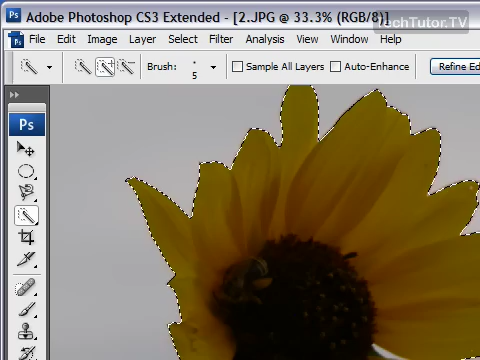 Adobe Photoshop CS3 Extended - [2.JPG @ 33.3% (RGB/8)]
TechTutor.TV
File Edit Image Layer Select Filter Analysis View Window Help
Brush: 5 Sample All Layers Auto-Enhance Refine Ed
Ps